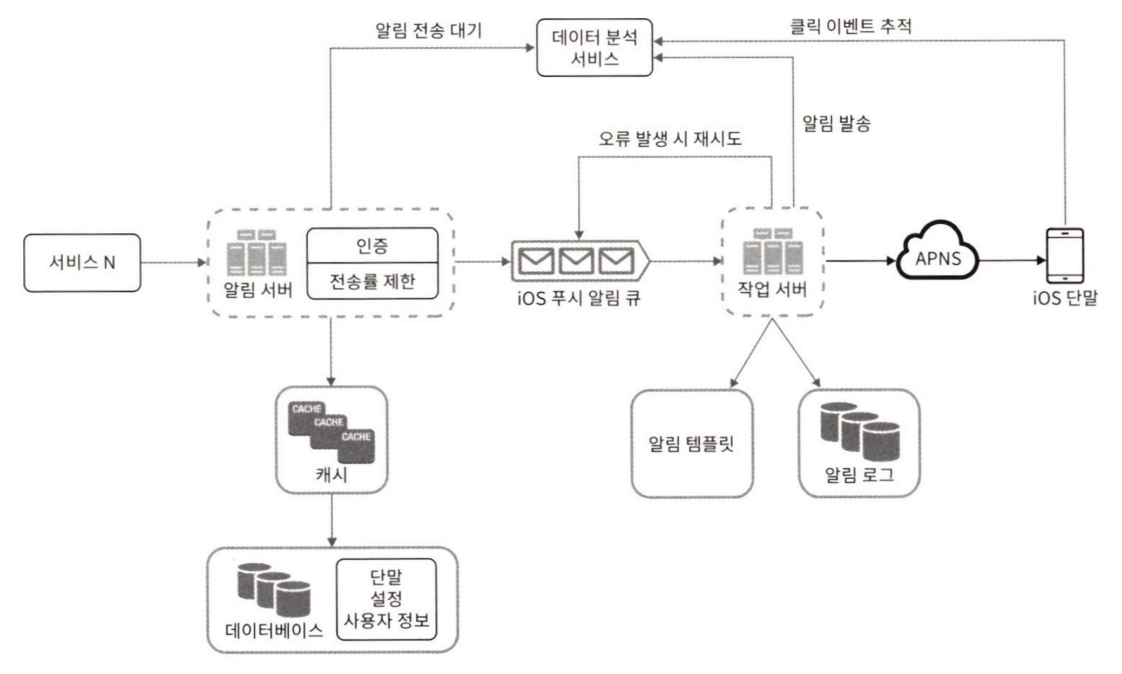 알림 전송 대기
데이터 분석
서비스
클릭 이벤트 추적
알림 발송
오류 발생 시 재시도
서비스 N
알림 서버
인증
전송률 제한
iOS 푸시 알림 큐
작업 서버
APNS
iOS 단말
CACHE
CACHE
CACHE
캐시
알림 템플릿
알림 로그
데이터베이스
단말
설정
사용자 정보